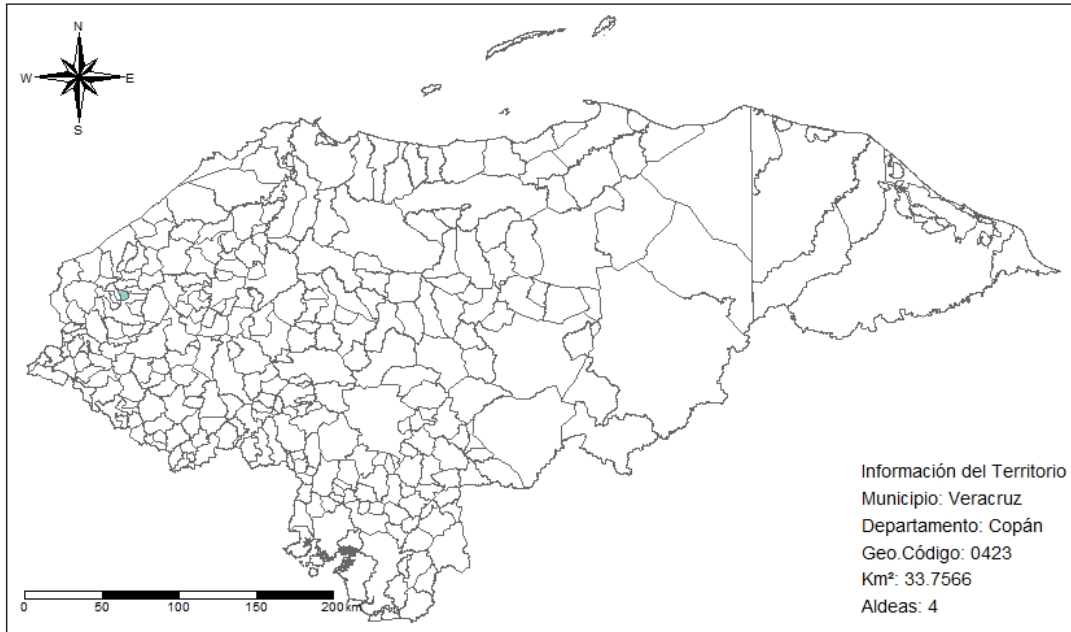 N
W E
S
Información del Territorio
Municipio: Veracruz
Departamento: Copán
Geo.Código: 0423
Km²: 33.7566
Aldeas: 4
0 50 100 150 200 km